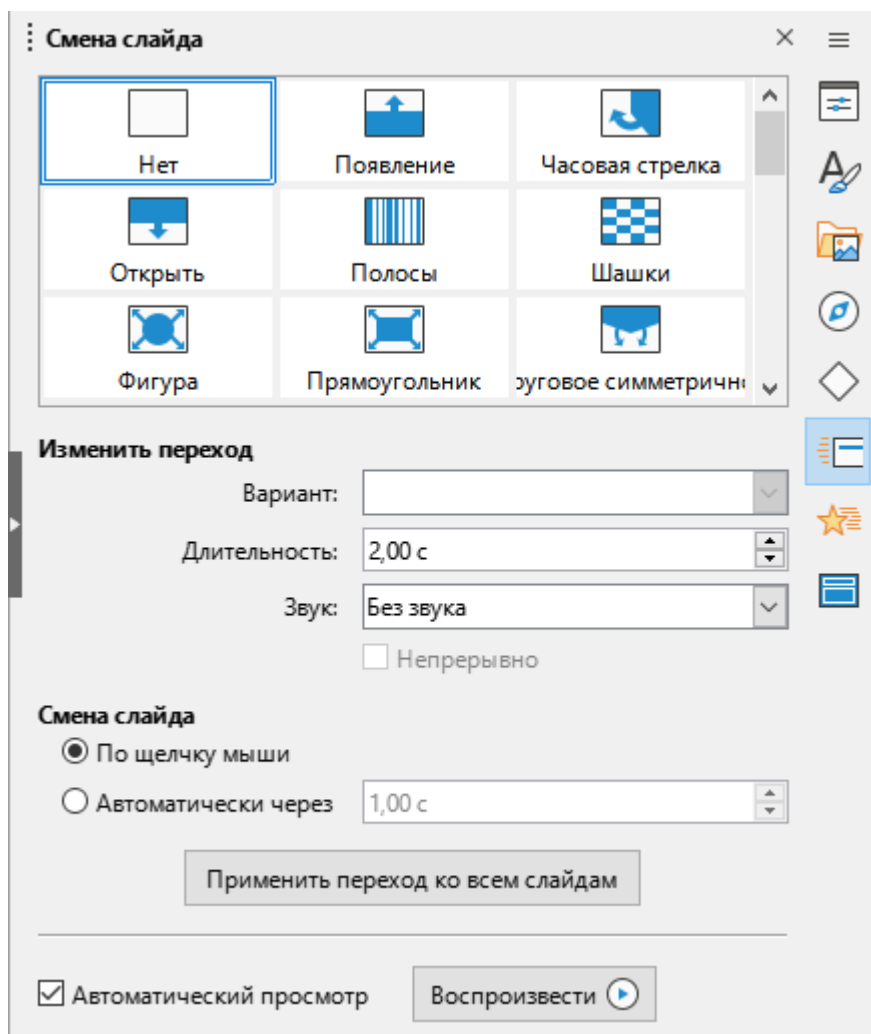 Смена слайда
Нет
Появление
Часовая стрелка
Открыть
Полосы
Шашки
Фигура
Прямоугольник
руговое симметричн
Изменить переход
Вариант:
Длительность: 2,00 с
Звук: Без звука
Непрерывно
Смена слайда
По щелчку мыши
Автоматически через 1,00 с
Применить переход ко всем слайдам
Автоматический просмотр Воспроизвести